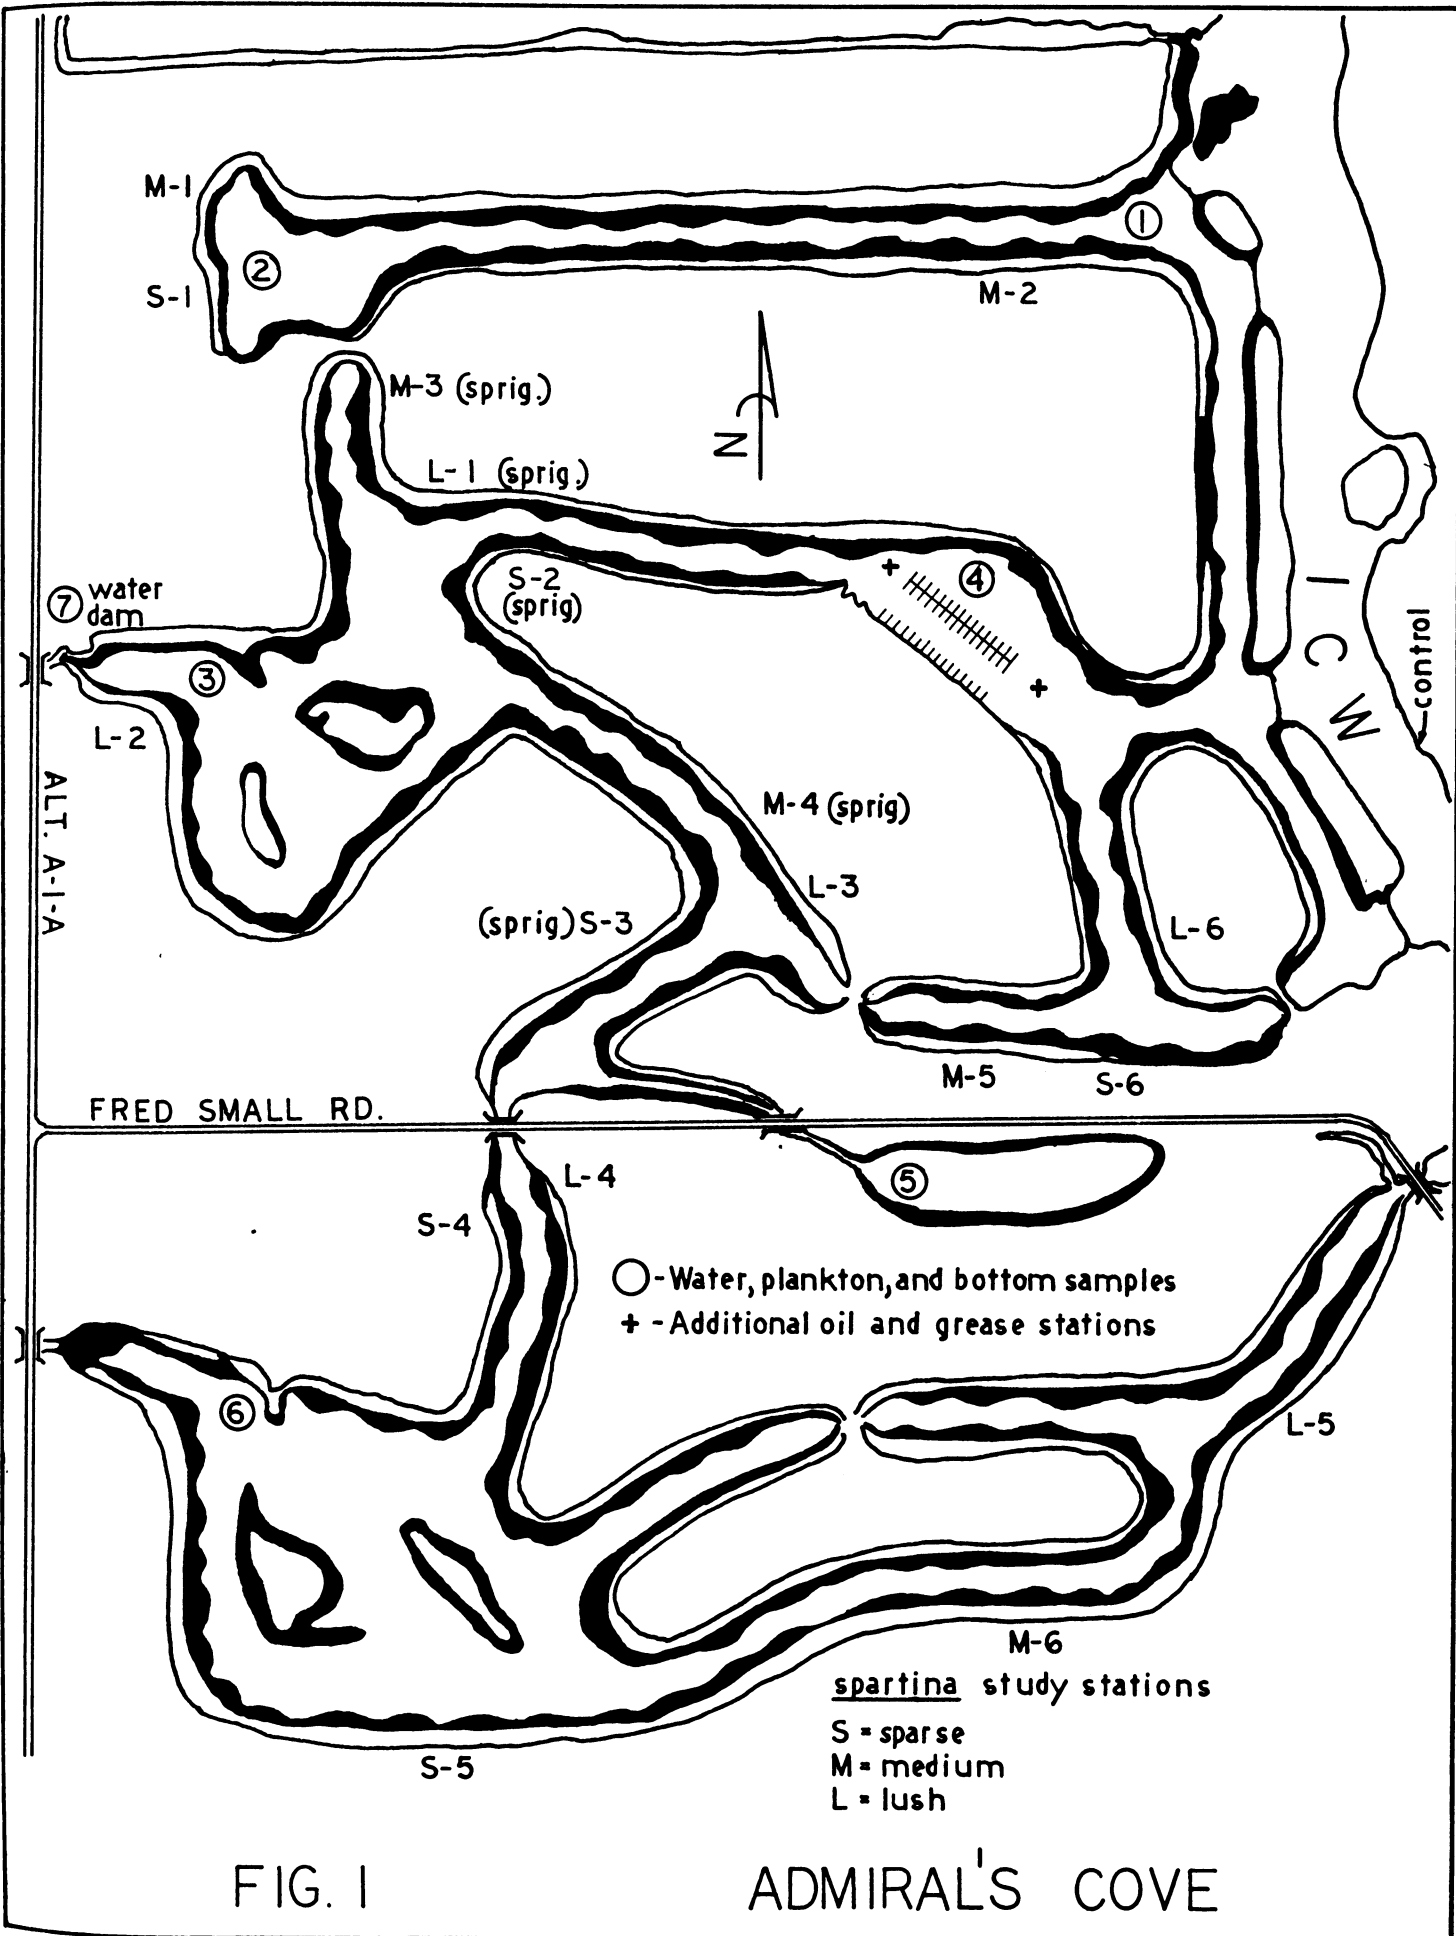 M-1
①
②
S-1
M-2
M-3 (sprig.)
N
L-1 (sprig.)
④
S-2
(sprig)
⑦ water
dam
I
C
W
control
③
L-2
M-4 (sprig)
ALT. A-1-A
L-3
(sprig) S-3
L-6
M-5
S-6
FRED SMALL RD.
L-4
⑤
S-4
○-Water, plankton, and bottom samples
+ -Additional oil and grease stations
⑥
L-5
M-6
spartina study stations
S = sparse
M = medium
L = lush
S-5
FIG. 1
ADMIRAL'S COVE